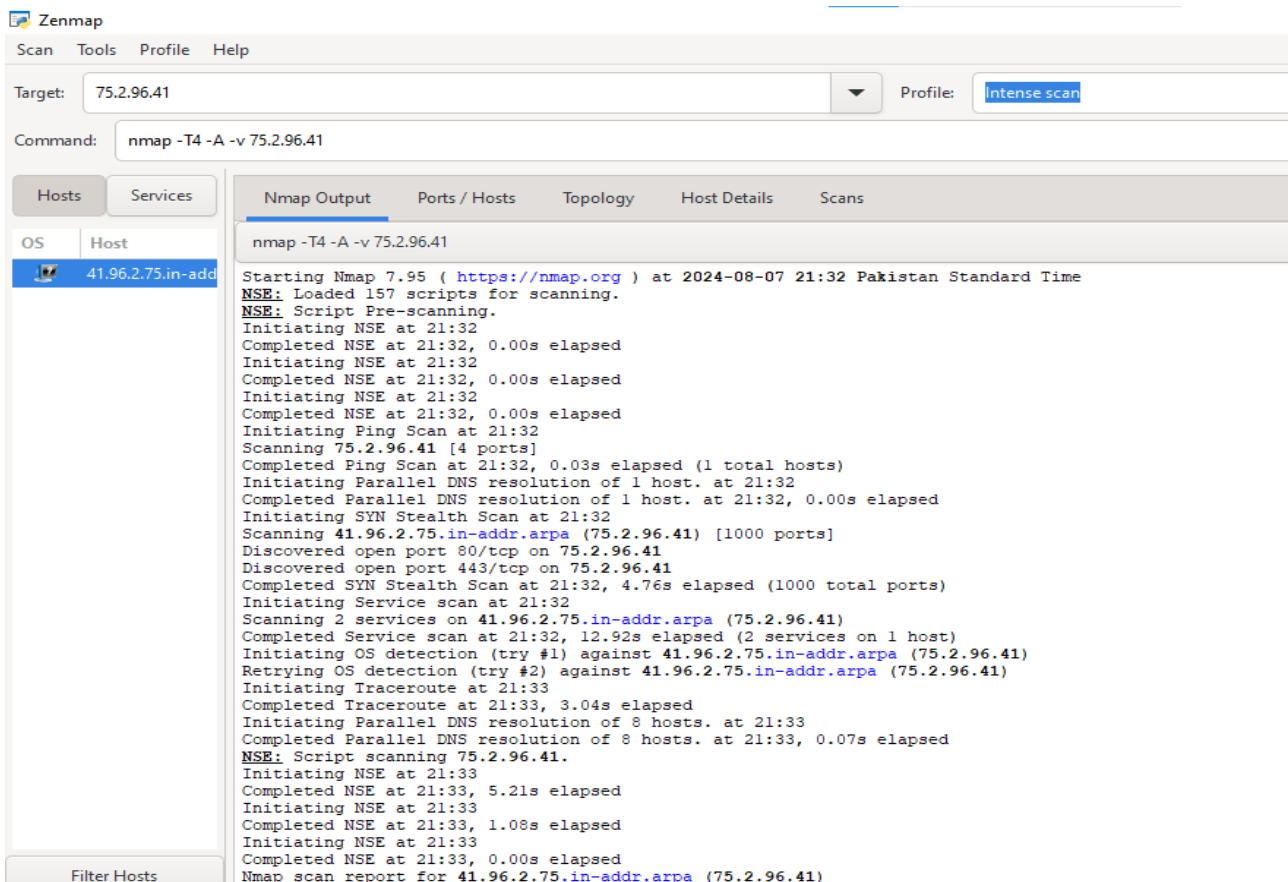 Zenmap
Scan Tools Profile Help
Target: 75.2.96.41 Profile: Intense scan
Command: nmap -T4 -A -v 75.2.96.41
Hosts Services Nmap Output Ports / Hosts Topology Host Details Scans
OS Host nmap -T4 -A -v 75.2.96.41
41.96.2.75.in-add
Starting Nmap 7.95 ( https://nmap.org ) at 2024-08-07 21:32 Pakistan Standard Time
NSE: Loaded 157 scripts for scanning.
NSE: Script Pre-scanning.
Initiating NSE at 21:32
Completed NSE at 21:32, 0.00s elapsed
Initiating NSE at 21:32
Completed NSE at 21:32, 0.00s elapsed
Initiating NSE at 21:32
Completed NSE at 21:32, 0.00s elapsed
Initiating Ping Scan at 21:32
Scanning 75.2.96.41 [4 ports]
Completed Ping Scan at 21:32, 0.03s elapsed (1 total hosts)
Initiating Parallel DNS resolution of 1 host. at 21:32
Completed Parallel DNS resolution of 1 host. at 21:32, 0.00s elapsed
Initiating SYN Stealth Scan at 21:32
Scanning 41.96.2.75.in-addr.arpa (75.2.96.41) [1000 ports]
Discovered open port 80/tcp on 75.2.96.41
Discovered open port 443/tcp on 75.2.96.41
Completed SYN Stealth Scan at 21:32, 4.76s elapsed (1000 total ports)
Initiating Service scan at 21:32
Scanning 2 services on 41.96.2.75.in-addr.arpa (75.2.96.41)
Completed Service scan at 21:32, 12.92s elapsed (2 services on 1 host)
Initiating OS detection (try #1) against 41.96.2.75.in-addr.arpa (75.2.96.41)
Retrying OS detection (try #2) against 41.96.2.75.in-addr.arpa (75.2.96.41)
Initiating Traceroute at 21:33
Completed Traceroute at 21:33, 3.04s elapsed
Initiating Parallel DNS resolution of 8 hosts. at 21:33
Completed Parallel DNS resolution of 8 hosts. at 21:33, 0.07s elapsed
NSE: Script scanning 75.2.96.41.
Initiating NSE at 21:33
Completed NSE at 21:33, 5.21s elapsed
Initiating NSE at 21:33
Completed NSE at 21:33, 1.08s elapsed
Initiating NSE at 21:33
Completed NSE at 21:33, 0.00s elapsed
Filter Hosts
Nmap scan report for 41.96.2.75.in-addr.arpa (75.2.96.41)